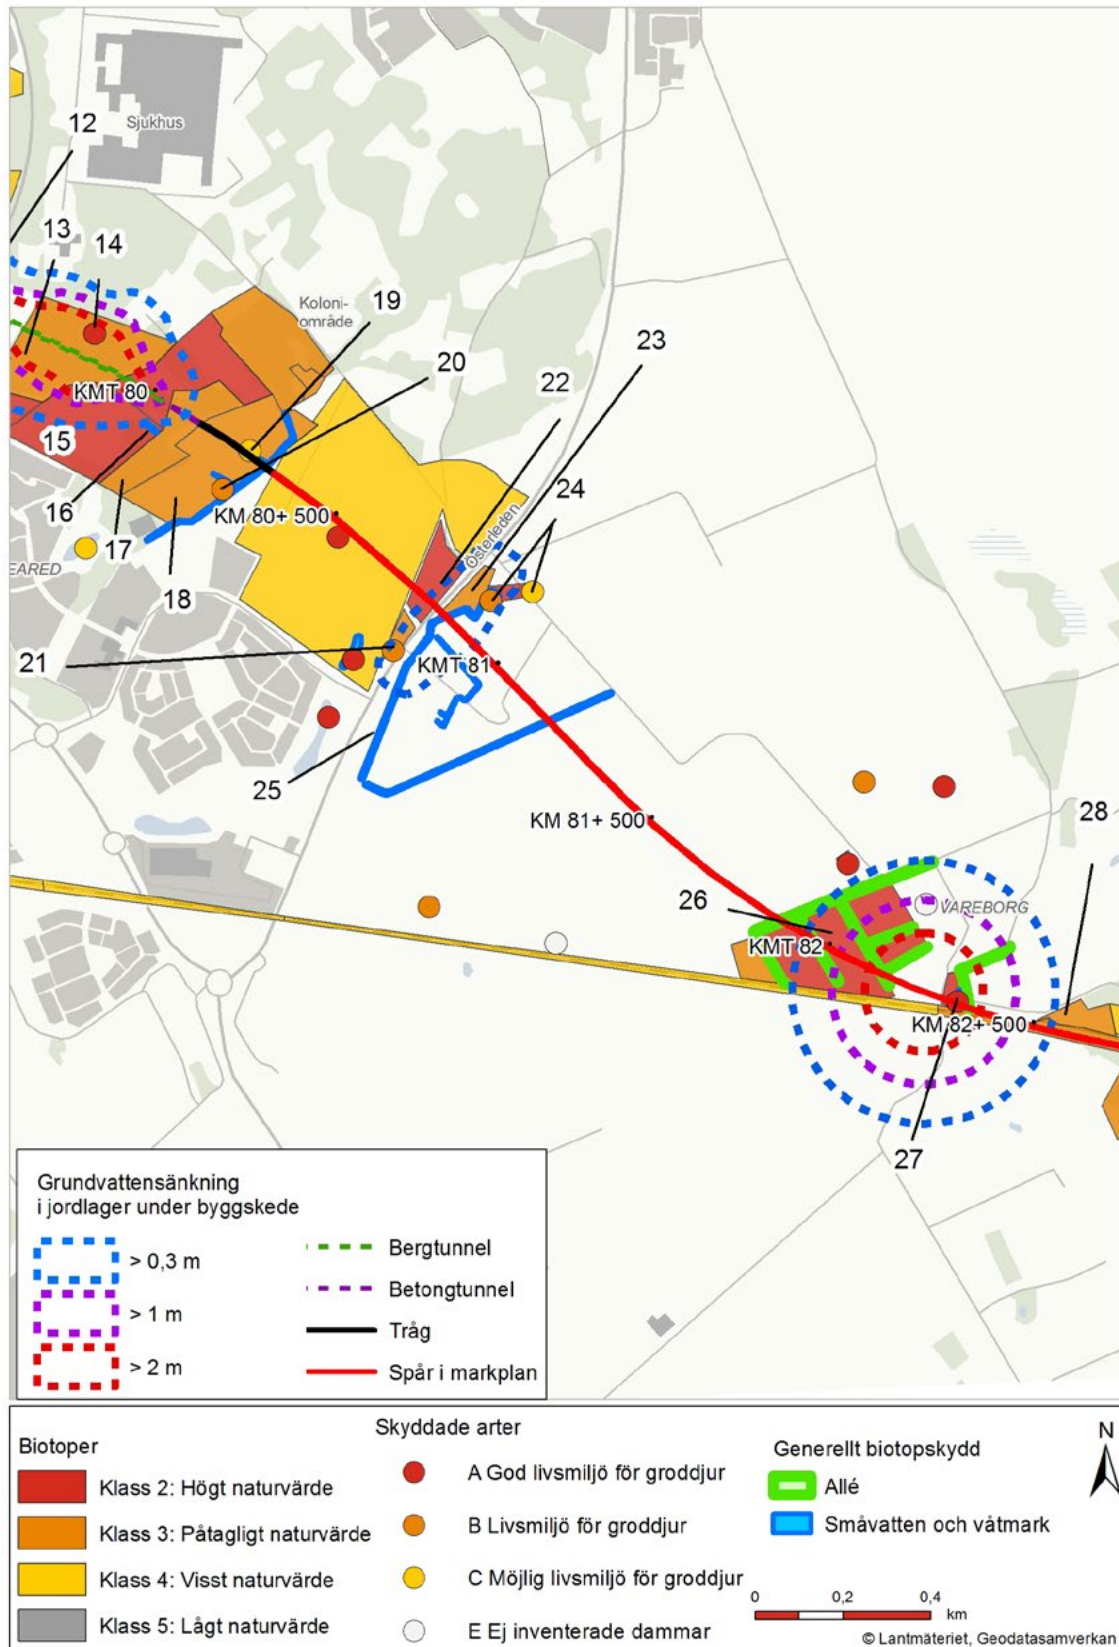 12
Sjukhus
13
14
Koloni-
område
19
23
20
22
KMT 80
15
24
16
KM 80+ 500
Österleden
17
EARED
18
21
KMT 81
25
KM 81+ 500
28
26
VAREBORG
KMT 82
KM 82+ 500
27
Grundvattensänkning
i jordlager under byggskede
> 0,3 m
> 1 m
> 2 m
Bergtunnel
Betongtunnel
Tråg
Spår i markplan
Biotoper
Klass 2: Högt naturvärde
Klass 3: Påtagligt naturvärde
Klass 4: Visst naturvärde
Klass 5: Lågt naturvärde
Skyddade arter
A God livsmiljö för groddjur
B Livsmiljö för groddjur
C Möjlig livsmiljö för groddjur
E Ej inventerade dammar
Generellt biotopskydd
Allé
Småvatten och våtmark
N
0 0,2 0,4
km
© Lantmäteriet, Geodatasamverkan